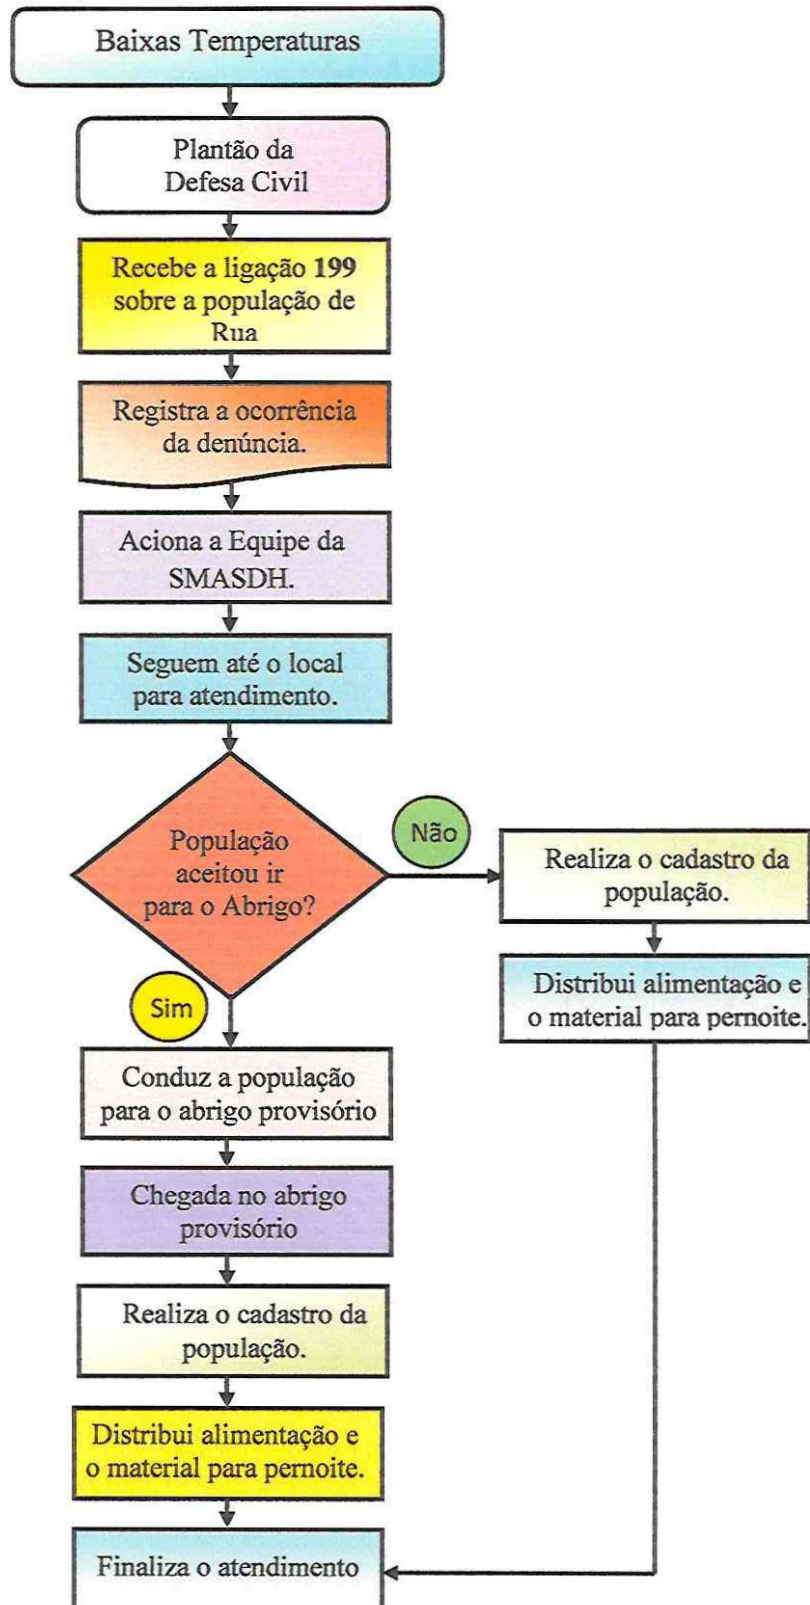 Baixas Temperaturas
Plantão da
Defesa Civil
Recebe a ligação 199
sobre a população de
Rua
Registra a ocorrência
da denúncia.
Aciona a Equipe da
SMASDH.
Seguem até o local
para atendimento.
População
aceitou ir
para o Abrigo?
Não
Realiza o cadastro da
população.
Distribui alimentação e
o material para pernoite.
Sim
Conduz a população
para o abrigo provisório
Chegada no abrigo
provisório
Realiza o cadastro da
população.
Distribui alimentação e
o material para pernoite.
Finaliza o atendimento